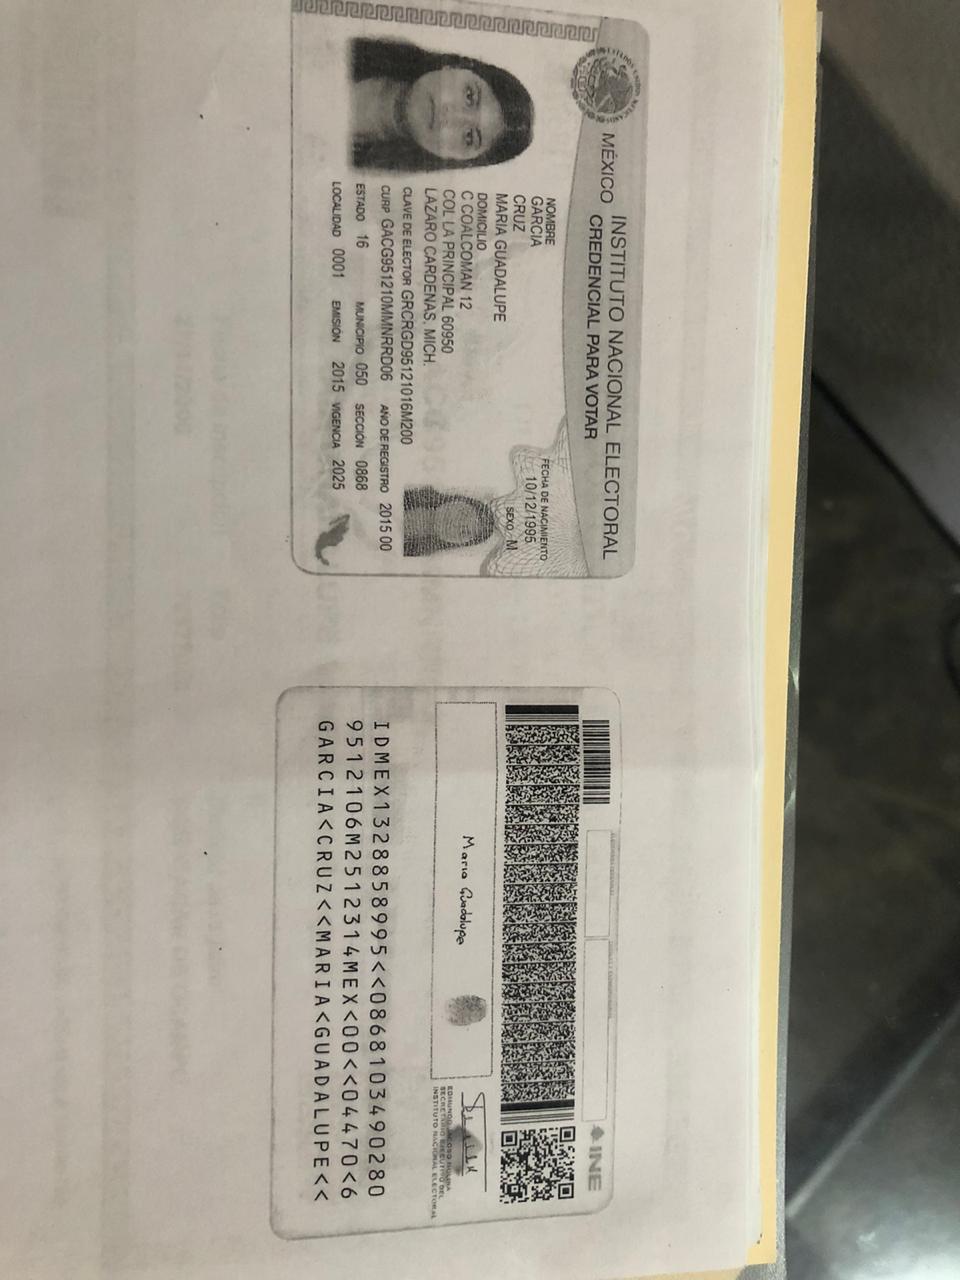 MÉXICO INSTITUTO NACIONAL ELECTORAL
CREDENCIAL PARA VOTAR
NOMBRE
GARCIA
CRUZ
MARIA GUADALUPE
FECHA DE NACIMIENTO
10/12/1995
SEXO M
DOMICILIO
C COALCOMAN 12
COL LA PRINCIPAL 60950
LAZARO CARDENAS, MICH.
CLAVE DE ELECTOR GRCRGD95121016M200
CURP GACG951210MMNRRD06 AÑO DE REGISTRO 2015 00
ESTADO 16 MUNICIPIO 050 SECCIÓN 0868
LOCALIDAD 0001 EMISIÓN 2015 VIGENCIA 2025
INE
Maria Guadalupe
EDMUNDO JACOBO MOLINA
SECRETARIO EJECUTIVO DEL
INSTITUTO NACIONAL ELECTORAL
IDMEX1328858995<<0868103490280
9512106M2512314MEX<00<<04470<6
GARCIA<CRUZ<<MARIA<GUADALUPE<<